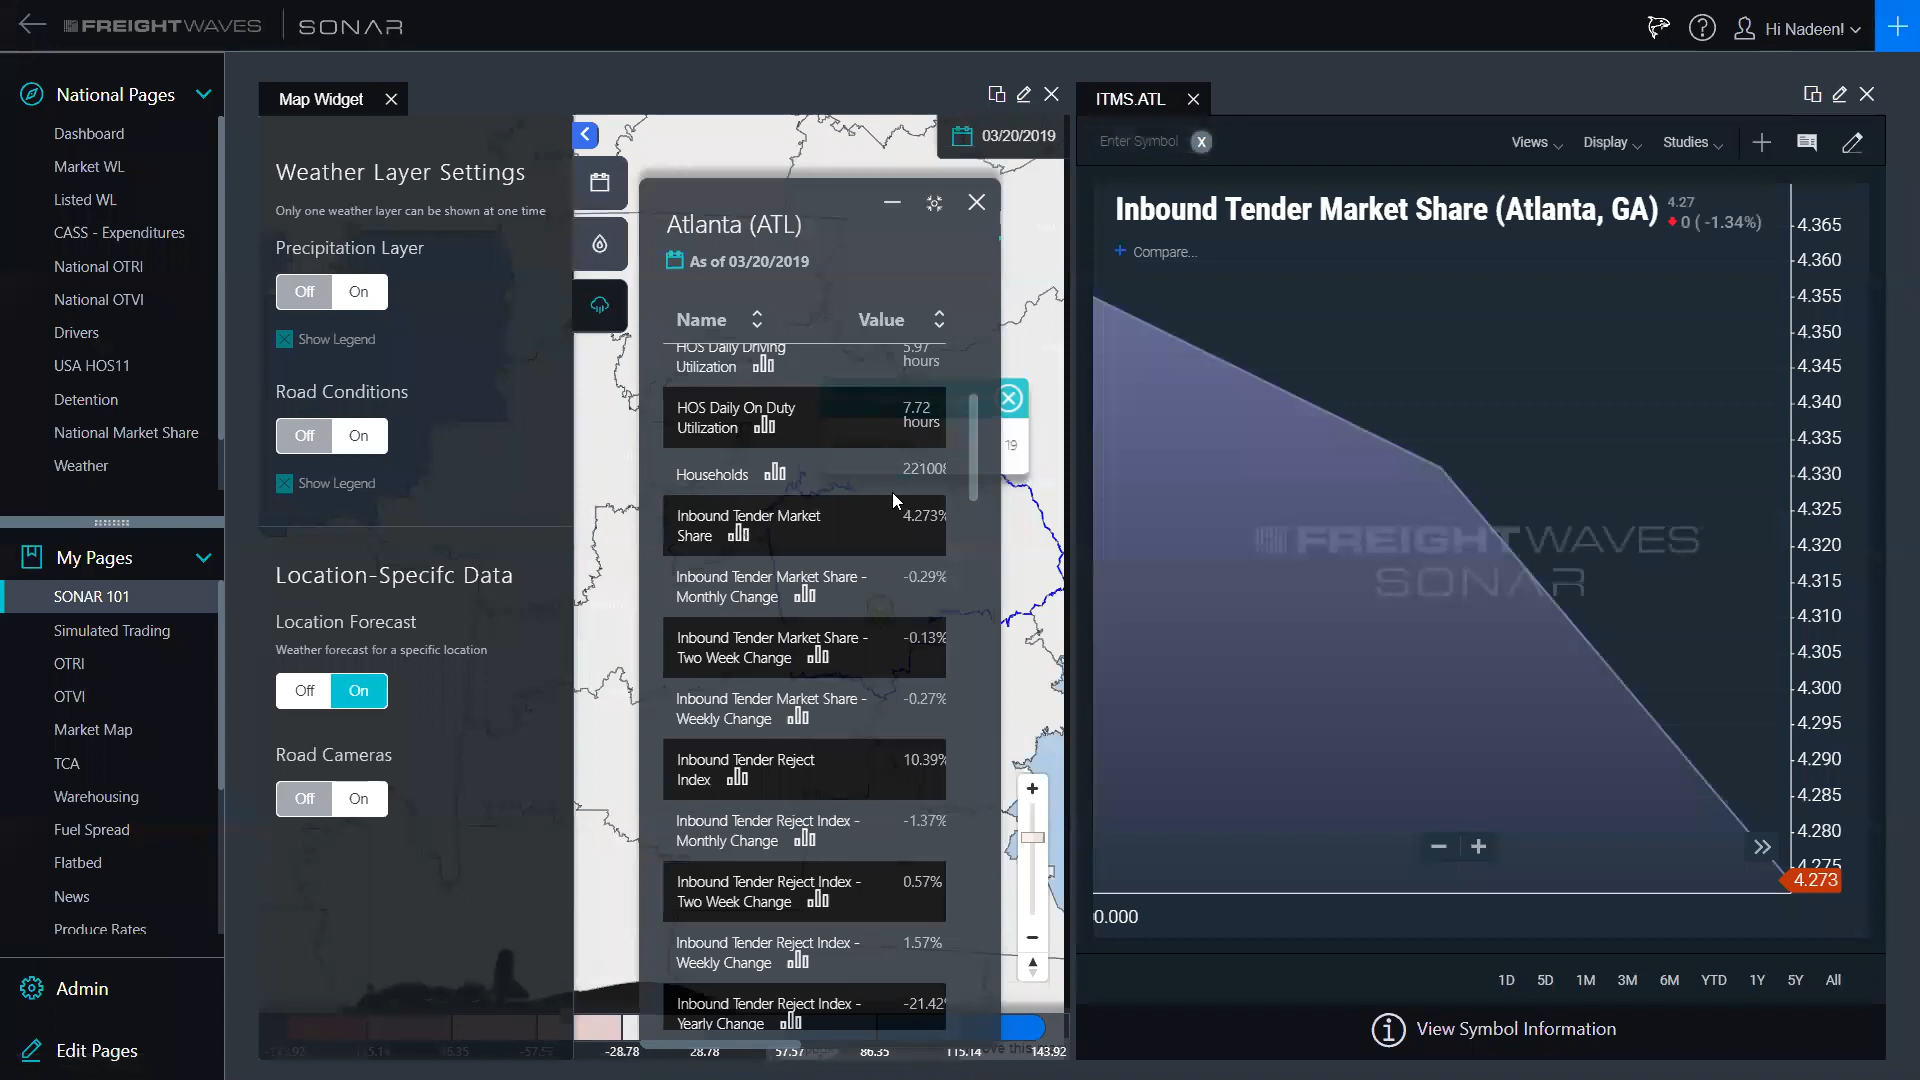 FREIGHTWAVES SONAR
Hi Nadeen!
National Pages
Dashboard
Market WL
Listed WL
CASS - Expenditures
National OTRI
National OTVI
Drivers
USA HOS11
Detention
National Market Share
Weather
My Pages
SONAR 101
Simulated Trading
OTRI
OTVI
Market Map
TCA
Warehousing
Fuel Spread
Flatbed
News
Produce Rates
Admin
Edit Pages
Map Widget
Weather Layer Settings
Only one weather layer can be shown at one time
Precipitation Layer
Off On
Show Legend
Road Conditions
Off On
Show Legend
Location-Specifc Data
Location Forecast
Weather forecast for a specific location
Off On
Road Cameras
Off On
03/20/2019
Atlanta (ATL)
As of 03/20/2019
Name Value
HOS Daily Driving Utilization 5.97 hours
HOS Daily On Duty Utilization 7.72 hours
Households 22100
Inbound Tender Market Share 4.273%
Inbound Tender Market Share - Monthly Change -0.29%
Inbound Tender Market Share - Two Week Change -0.13%
Inbound Tender Market Share - Weekly Change -0.27%
Inbound Tender Reject Index 10.39%
Inbound Tender Reject Index - Monthly Change -1.37%
Inbound Tender Reject Index - Two Week Change 0.57%
Inbound Tender Reject Index - Weekly Change 1.57%
Inbound Tender Reject Index - Yearly Change -21.42
19
-28.78 28.78 57.57 86.35 115.14 143.92
ITMS.ATL
Enter Symbol X
Views Display Studies
Inbound Tender Market Share (Atlanta, GA)
4.27
0 ( -1.34%)
+ Compare...
4.365
4.360
4.355
4.350
4.345
4.340
4.335
4.330
4.325
4.320
4.315
4.310
4.305
4.300
4.295
4.290
4.285
4.280
4.275
4.273
FREIGHTWAVES
SONAR
0.000
1D 5D 1M 3M 6M YTD 1Y 5Y All
View Symbol Information